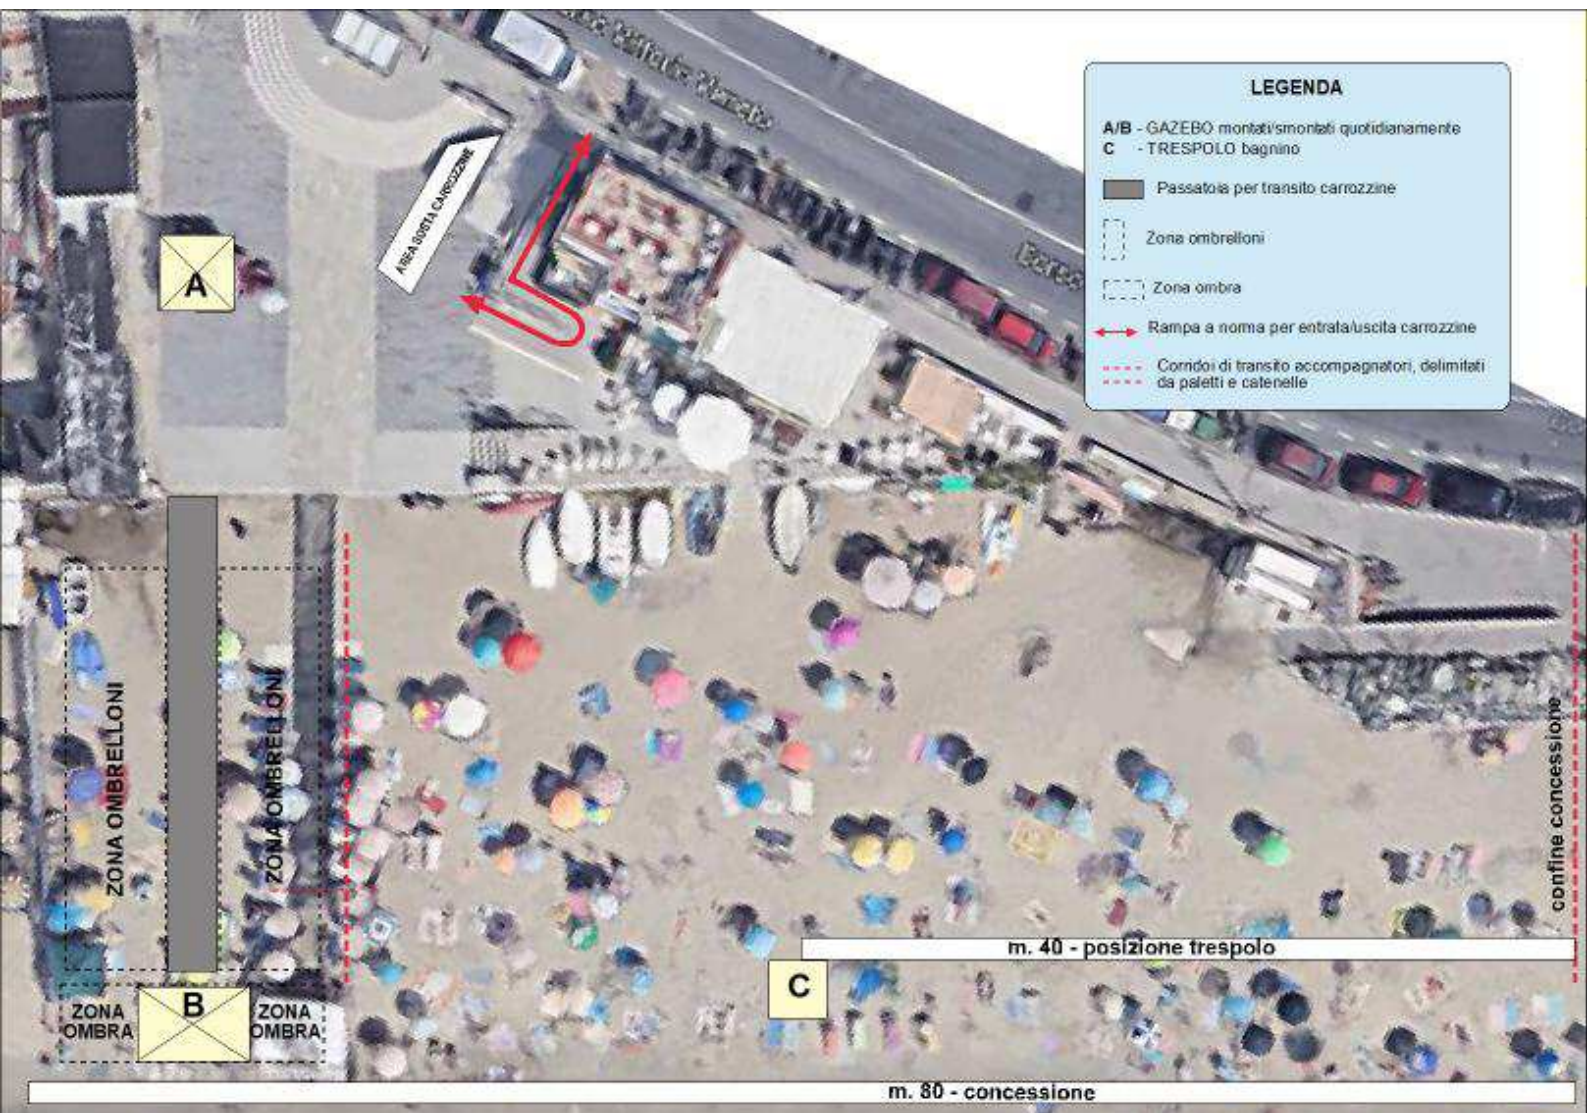 LEGENDA
A/B - GAZEBO montati/smontati quotidianamente
C - TRESPOLO bagnino
Passatoia per transito carrozzine
Zona ombrelloni
Zona ombra
Rampa a norma per entrata/uscita carrozzine
Corridoi di transito accompagnatori, delimitati
da paletti e catenelle
AREA SOSTA CARROZZINE
A
ZONA OMBRELLONI
ZONA OMBRELLONI
confine concessione
m. 40 - posizione trespolo
C
B
ZONA
OMBRA
ZONA
OMBRA
m. 80 - concessione